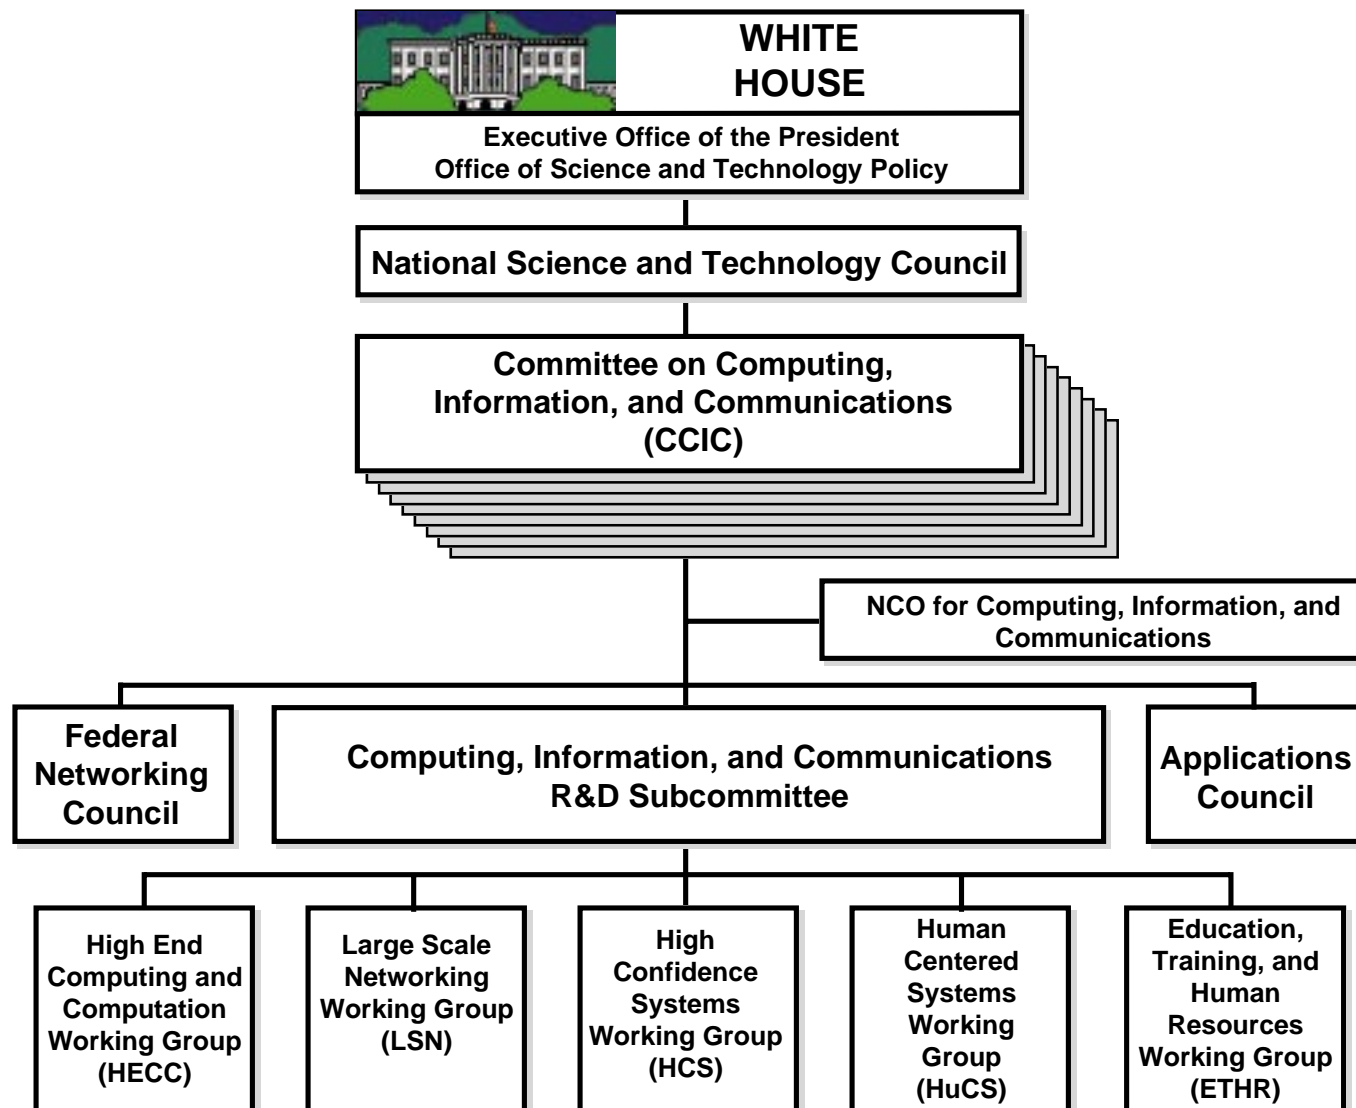 WHITE
HOUSE
Executive Office of the President
Office of Science and Technology Policy
National Science and Technology Council
Committee on Computing,
Information, and Communications
(CCIC)
NCO for Computing, Information, and
Communications
Federal
Networking
Council
Computing, Information, and Communications
R&D Subcommittee
Applications
Council
High End
Computing and
Computation
Working Group
(HECC)
Large Scale
Networking
Working Group
(LSN)
High
Confidence
Systems
Working Group
(HCS)
Human
Centered
Systems
Working
Group
(HuCS)
Education,
Training, and
Human
Resources
Working Group
(ETHR)